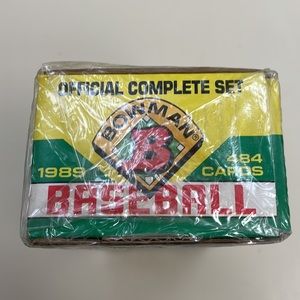 OFFICIAL COMPLETE SET
BOWMAN®
B
1989
484
CARDS
BASEBALL